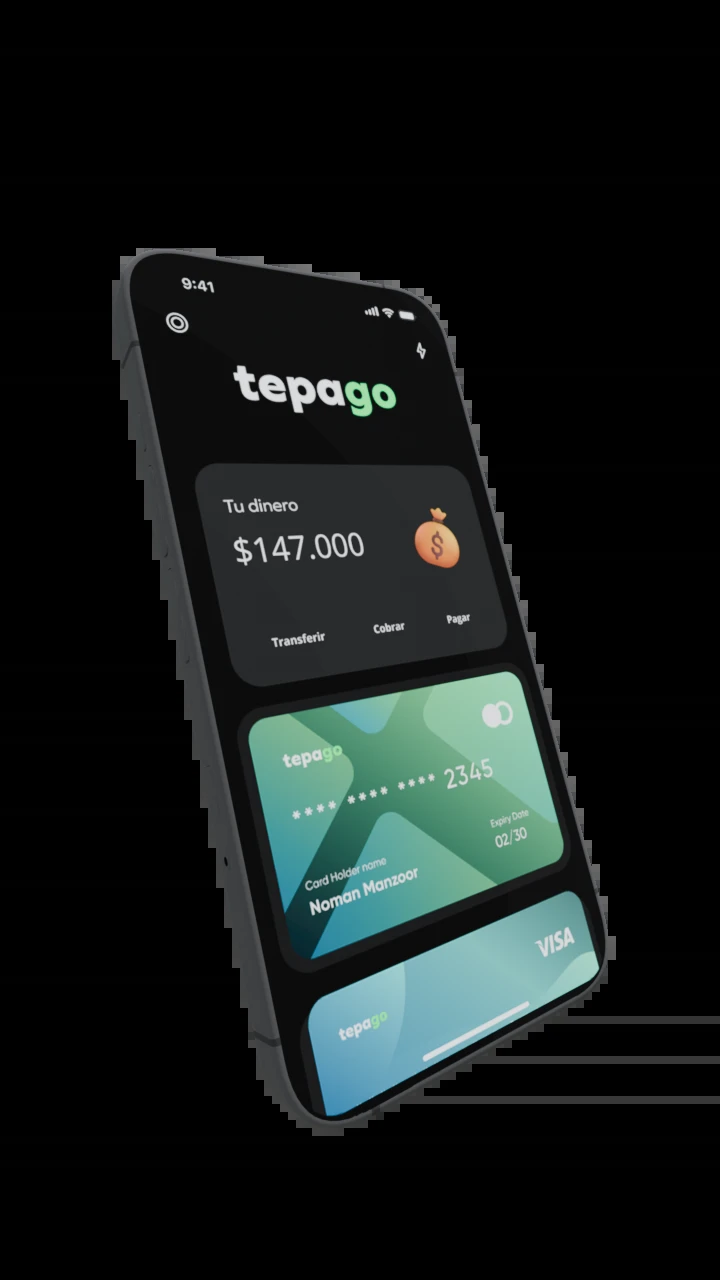 9:41
tepago
Tu dinero
$147.000
$
Transferir Cobrar Pagar
tepago
**** **** **** 2345
Expiry Date
02/30
Card Holder name
Noman Manzoor
VISA
tepago